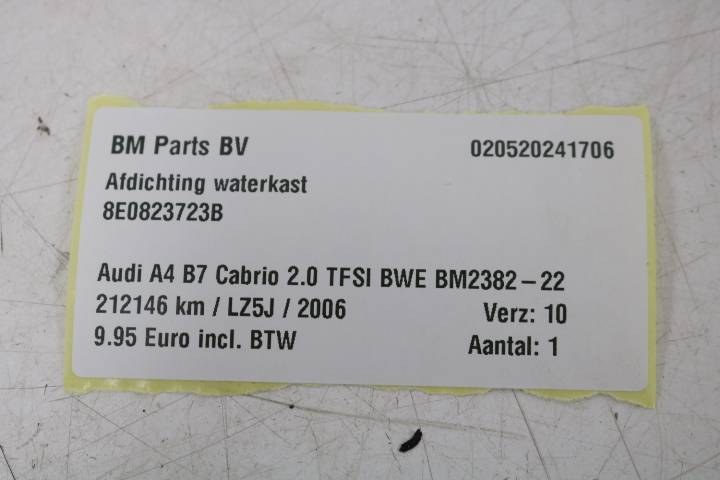 BM Parts BV 020520241706
Afdichting waterkast
8E0823723B
Audi A4 B7 Cabrio 2.0 TFSI BWE BM2382-22
212146 km / LZ5J / 2006 Verz: 10
9.95 Euro incl. BTW Aantal: 1